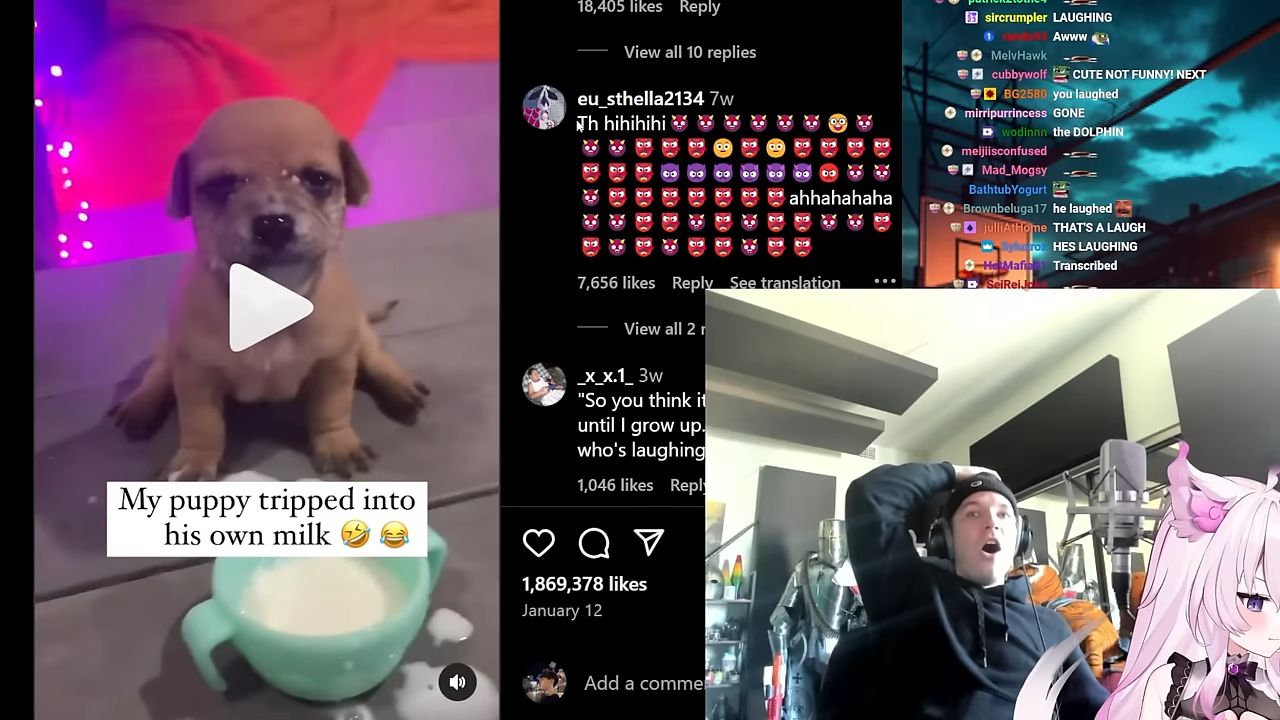 My puppy tripped into
his own milk 🤣 😂
18,405 likes Reply
View all 10 replies
eu_sthella2134 7w
Th hihihihi
ahhahahaha
7,656 likes Reply See translation
View all 2
_x_x.1_ 3w
"So you think
until I grow up.
who's laughing
1,046 likes
1,869,378 likes
January 12
Add a
sircrumpler LAUGHING
Awww
MelvHawk
cubbywolf CUTE NOT FUNNY! NEXT
BG2580 you laughed
mirripurrincess GONE
wodinnn the DOLPHIN
meijiisconfused
Mad_Mogsy
BathtubYogurt
Brownbeluga17 he laughed
julliAtHome THAT'S A LAUGH
HES LAUGHING
Transcribed